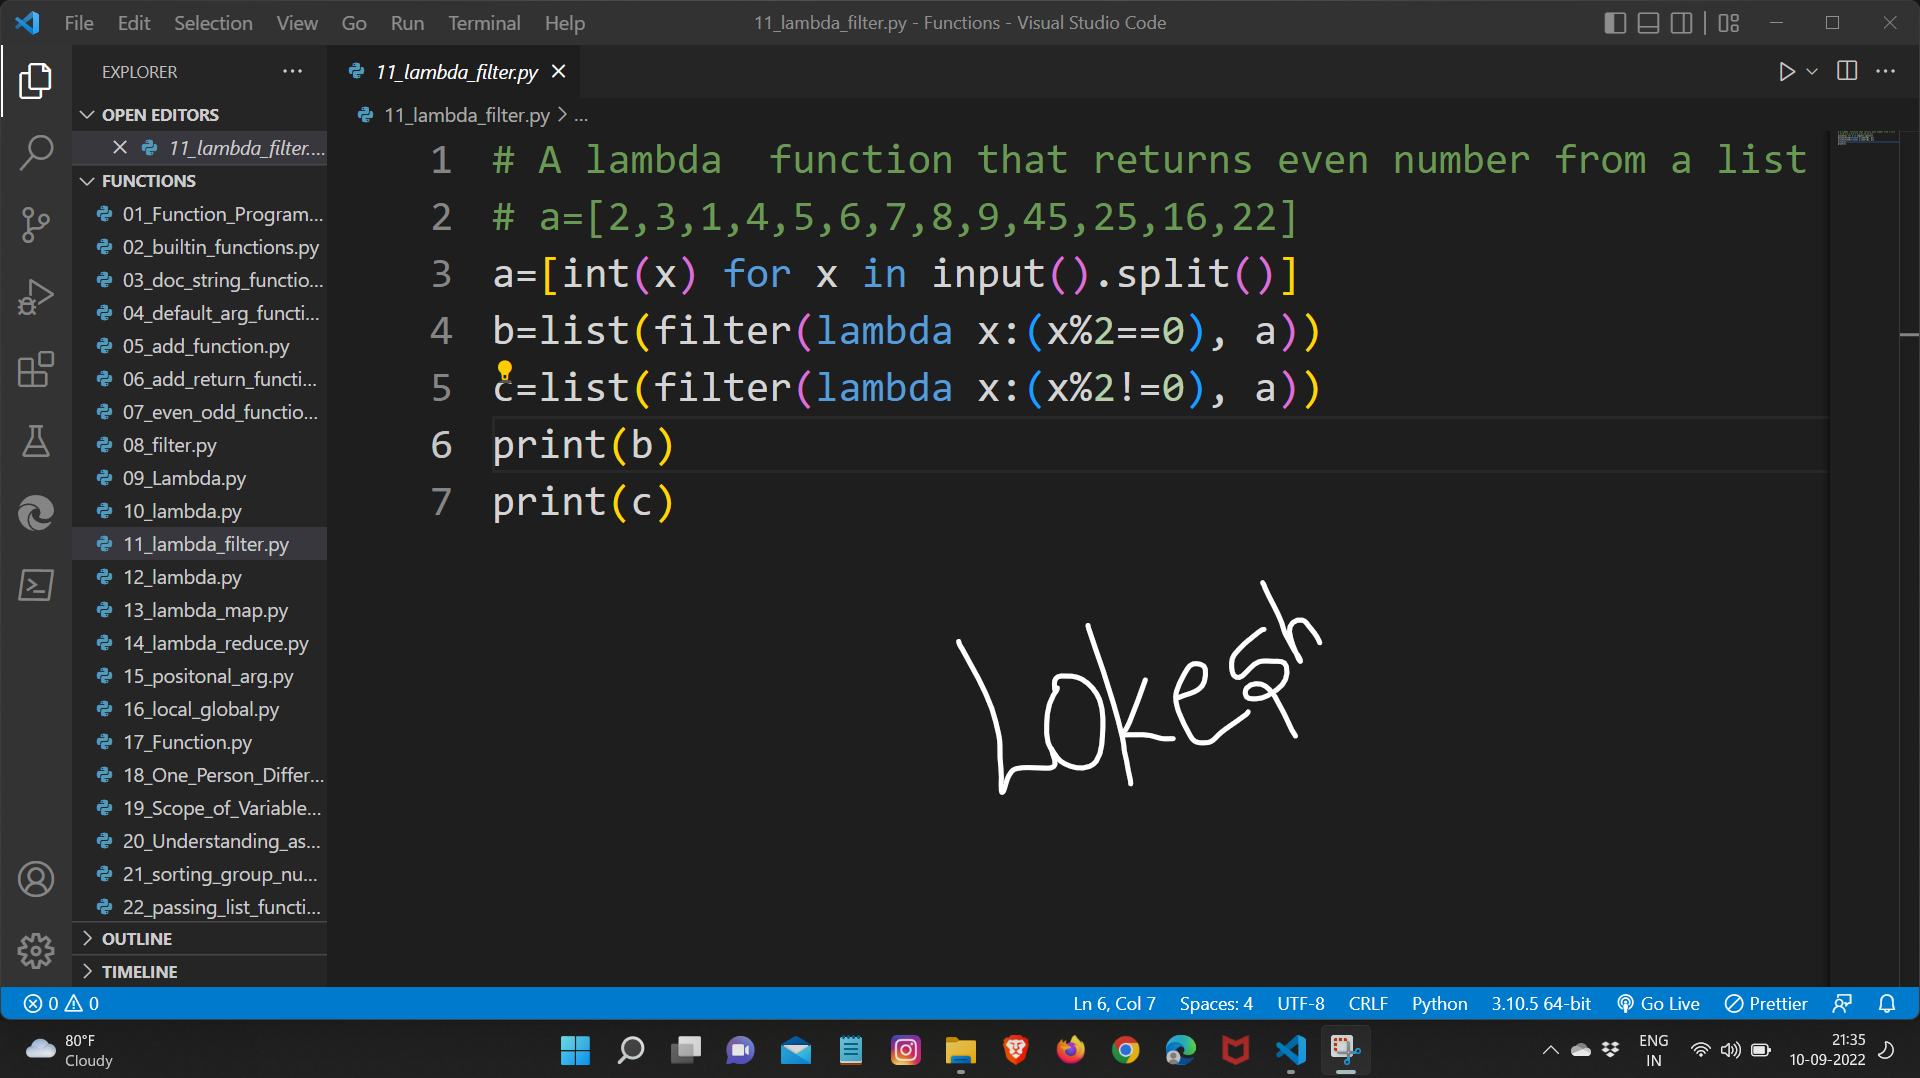 File Edit Selection View Go Run Terminal Help
11_lambda_filter.py - Functions - Visual Studio Code
EXPLORER
OPEN EDITORS
11_lambda_filter....
FUNCTIONS
01_Function_Program...
02_builtin_functions.py
03_doc_string_functio...
04_default_arg_functi...
05_add_function.py
06_add_return_functi...
07_even_odd_functio...
08_filter.py
09_Lambda.py
10_lambda.py
11_lambda_filter.py
12_lambda.py
13_lambda_map.py
14_lambda_reduce.py
15_positonal_arg.py
16_local_global.py
17_Function.py
18_One_Person_Differ...
19_Scope_of_Variable...
20_Understanding_as...
21_sorting_group_nu...
22_passing_list_functi...
OUTLINE
TIMELINE
11_lambda_filter.py
11_lambda_filter.py > ...
1 # A lambda  function that returns even number from a list
2 # a=[2,3,1,4,5,6,7,8,9,45,25,16,22]
3 a=[int(x) for x in input().split()]
4 b=list(filter(lambda x:(x%2==0), a))
5 c=list(filter(lambda x:(x%2!=0), a))
6 print(b)
7 print(c)
Lokesh
0 0
Ln 6, Col 7 Spaces: 4 UTF-8 CRLF Python 3.10.5 64-bit Go Live Prettier
80°F
Cloudy
ENG
IN
21:35
10-09-2022